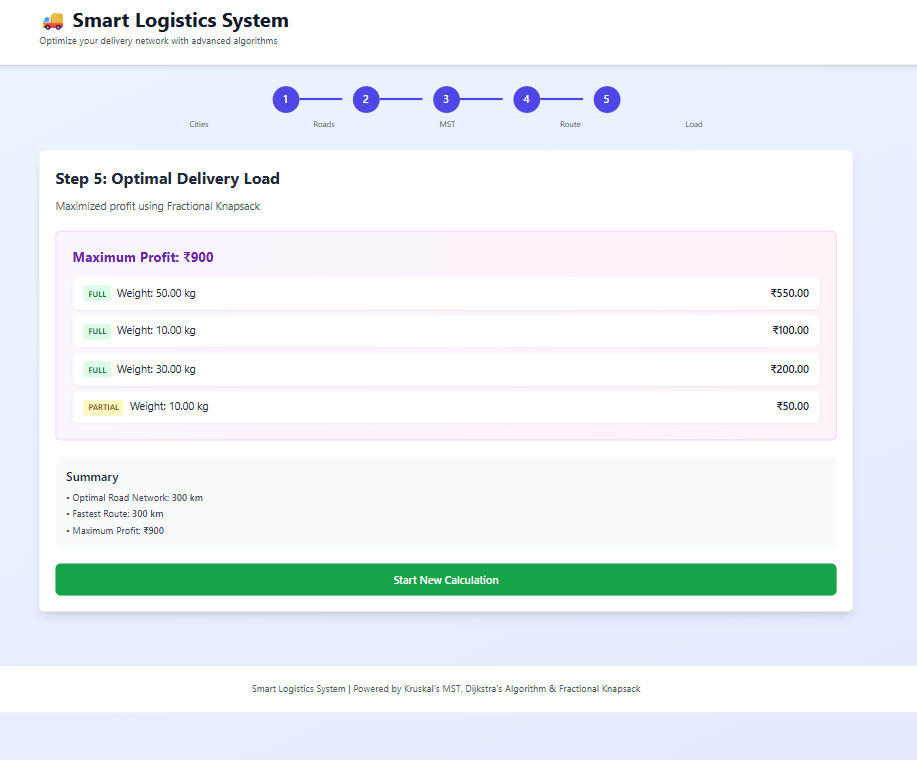 Smart Logistics System
Optimize your delivery network with advanced algorithms
1 2 3 4 5
Cities Roads MST Route Load
Step 5: Optimal Delivery Load
Maximized profit using Fractional Knapsack
Maximum Profit: ₹900
FULL Weight: 50.00 kg ₹550.00
FULL Weight: 10.00 kg ₹100.00
FULL Weight: 30.00 kg ₹200.00
PARTIAL Weight: 10.00 kg ₹50.00
Summary
• Optimal Road Network: 300 km
• Fastest Route: 300 km
• Maximum Profit: ₹900
Start New Calculation
Smart Logistics System | Powered by Kruskal's MST, Dijkstra's Algorithm & Fractional Knapsack